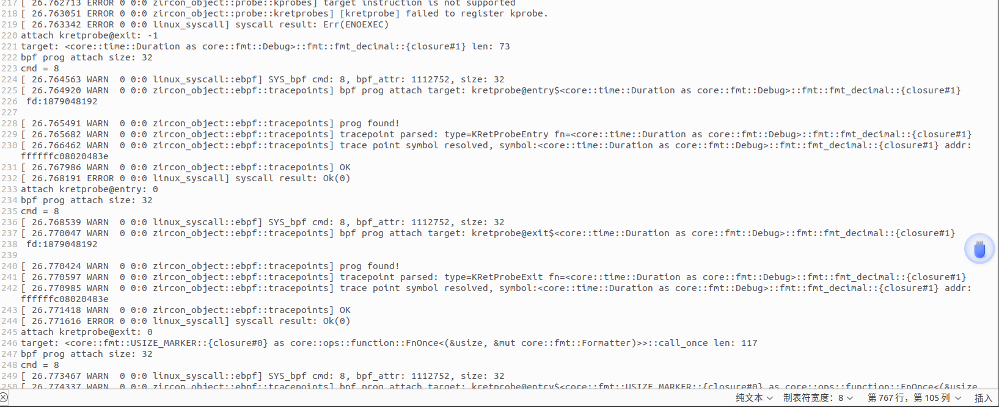 217 [ 26.762713 ERROR 0 0:0 zircon_object::probe::kprobes] target instruction is not supported
218 [ 26.763051 ERROR 0 0:0 zircon_object::probe::kretprobes] [kretprobe] failed to register kprobe.
219 [ 26.763342 ERROR 0 0:0 linux_syscall] syscall result: Err(ENOEXEC)
220 attach kretprobe@exit: -1
221 target: <core::time::Duration as core::fmt::Debug>::fmt::fmt_decimal::{closure#1} len: 73
222 bpf prog attach size: 32
223 cmd = 8
224 [ 26.764563 WARN  0 0:0 linux_syscall::ebpf] SYS_bpf cmd: 8, bpf_attr: 1112752, size: 32
225 [ 26.764920 WARN  0 0:0 zircon_object::ebpf::tracepoints] bpf prog attach target: kretprobe@entry$<core::time::Duration as core::fmt::Debug>::fmt::fmt_decimal::{closure#1}
226  fd:1879048192
227
228 [ 26.765491 WARN  0 0:0 zircon_object::ebpf::tracepoints] prog found!
229 [ 26.765682 WARN  0 0:0 zircon_object::ebpf::tracepoints] tracepoint parsed: type=KRetProbeEntry fn=<core::time::Duration as core::fmt::Debug>::fmt::fmt_decimal::{closure#1}
230 [ 26.766462 WARN  0 0:0 zircon_object::ebpf::tracepoints] trace point symbol resolved, symbol:<core::time::Duration as core::fmt::Debug>::fmt::fmt_decimal::{closure#1} addr:
ffffffc08020483e
231 [ 26.767986 WARN  0 0:0 zircon_object::ebpf::tracepoints] OK
232 [ 26.768191 ERROR 0 0:0 linux_syscall] syscall result: Ok(0)
233 attach kretprobe@entry: 0
234 bpf prog attach size: 32
235 cmd = 8
236 [ 26.768539 WARN  0 0:0 linux_syscall::ebpf] SYS_bpf cmd: 8, bpf_attr: 1112752, size: 32
237 [ 26.770047 WARN  0 0:0 zircon_object::ebpf::tracepoints] bpf prog attach target: kretprobe@exit$<core::time::Duration as core::fmt::Debug>::fmt::fmt_decimal::{closure#1}
238  fd:1879048192
239
240 [ 26.770424 WARN  0 0:0 zircon_object::ebpf::tracepoints] prog found!
241 [ 26.770597 WARN  0 0:0 zircon_object::ebpf::tracepoints] tracepoint parsed: type=KRetProbeExit fn=<core::time::Duration as core::fmt::Debug>::fmt::fmt_decimal::{closure#1}
242 [ 26.770985 WARN  0 0:0 zircon_object::ebpf::tracepoints] trace point symbol resolved, symbol:<core::time::Duration as core::fmt::Debug>::fmt::fmt_decimal::{closure#1} addr:
ffffffc08020483e
243 [ 26.771418 WARN  0 0:0 zircon_object::ebpf::tracepoints] OK
244 [ 26.771616 ERROR 0 0:0 linux_syscall] syscall result: Ok(0)
245 attach kretprobe@exit: 0
246 target: <core::fmt::USIZE_MARKER::{closure#0} as core::ops::function::FnOnce<(&usize, &mut core::fmt::Formatter)>>::call_once len: 117
247 bpf prog attach size: 32
248 cmd = 8
249 [ 26.773467 WARN  0 0:0 linux_syscall::ebpf] SYS_bpf cmd: 8, bpf_attr: 1112752, size: 32
250 [ 26.774337 WARN  0 0:0 zircon_object::ebpf::tracepoints] bpf prog attach target: kretprobe@entry$<core::fmt::USIZE_MARKER::{closure#0} as core::ops::function::FnOnce<(&usize
纯文本 制表符宽度：8 第 767 行，第 105 列 插入